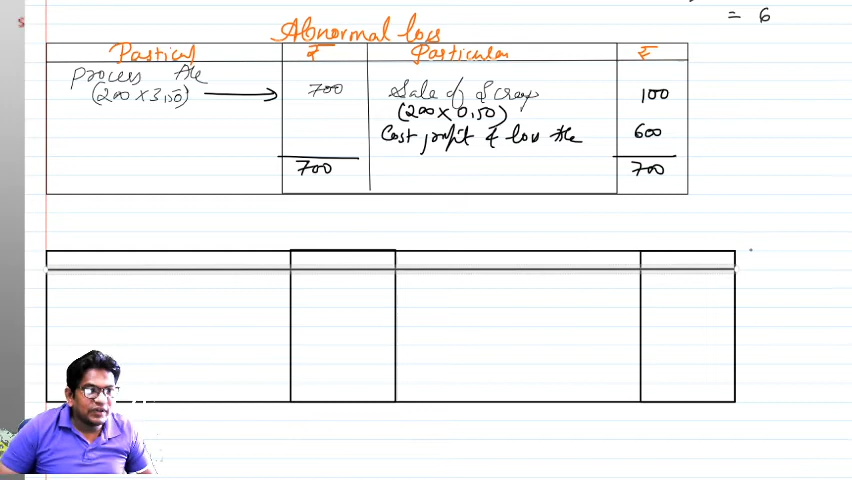 = 6
Abnormal loss
Particul ₹ Particular ₹
process A/c 700 Sale of Scrap 100
(200 x 3.50) (200 x 0.50)
Cost profit & loss A/c 600
700 700